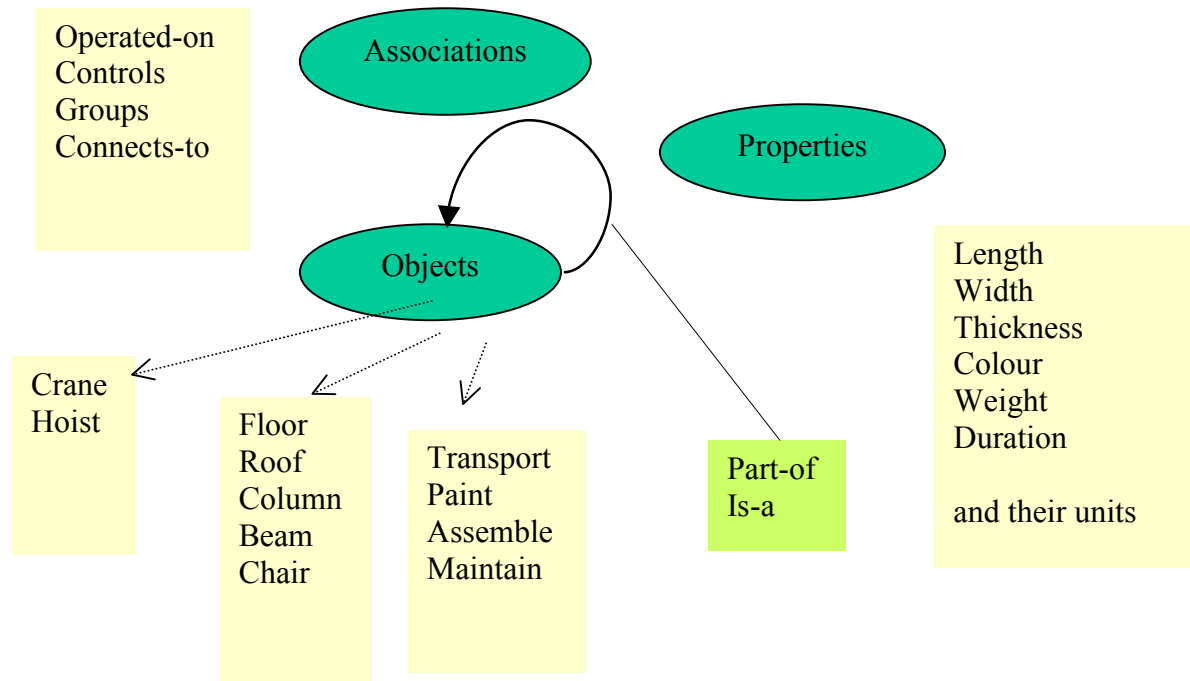 Operated-on
Controls
Groups
Connects-to
Associations
Properties
Objects
Crane
Hoist
Floor
Roof
Column
Beam
Chair
Transport
Paint
Assemble
Maintain
Part-of
Is-a
Length
Width
Thickness
Colour
Weight
Duration
and their units